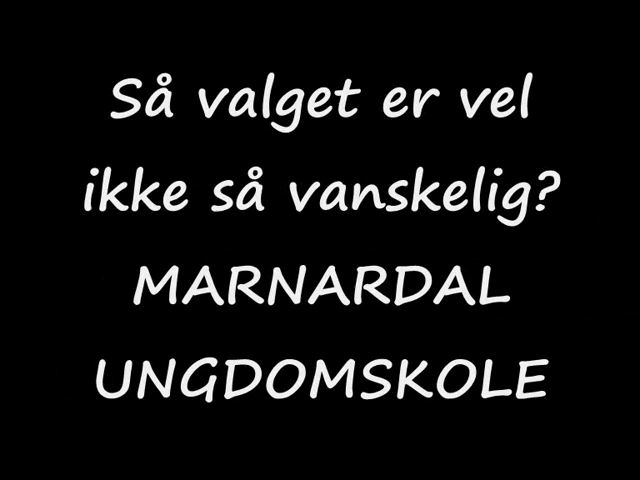 Så valget er vel
ikke så vanskelig?
MARNARDAL
UNGDOMSKOLE